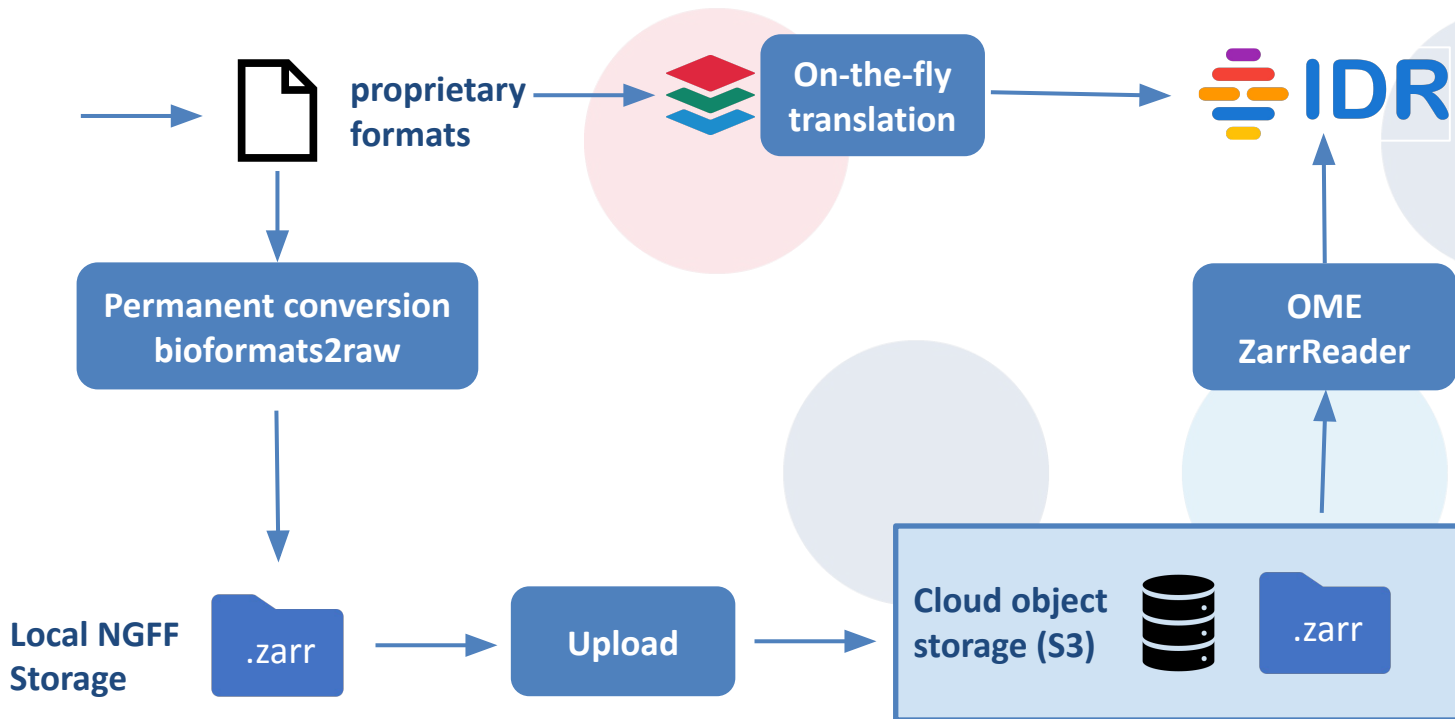 proprietary
formats
On-the-fly
translation
IDR
Permanent conversion
bioformats2raw
OME
ZarrReader
Local NGFF
Storage
.zarr
Upload
Cloud object
storage (S3)
.zarr